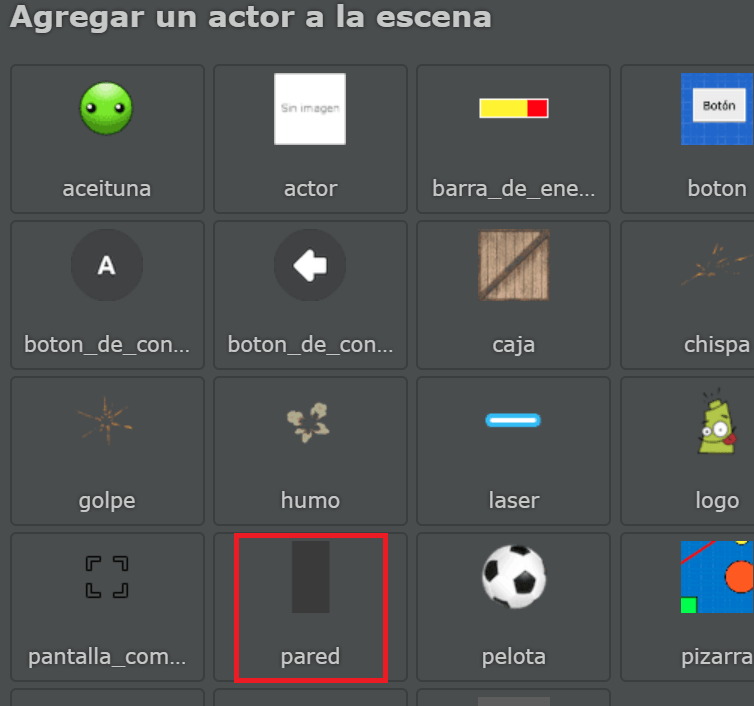 Agregar un actor a la escena
Sin imagen
Botón
aceituna
actor
barra_de_ene...
boton
A
boton_de_con...
boton_de_con...
caja
chispa
golpe
humo
laser
logo
pantalla_com...
pared
pelota
pizarra